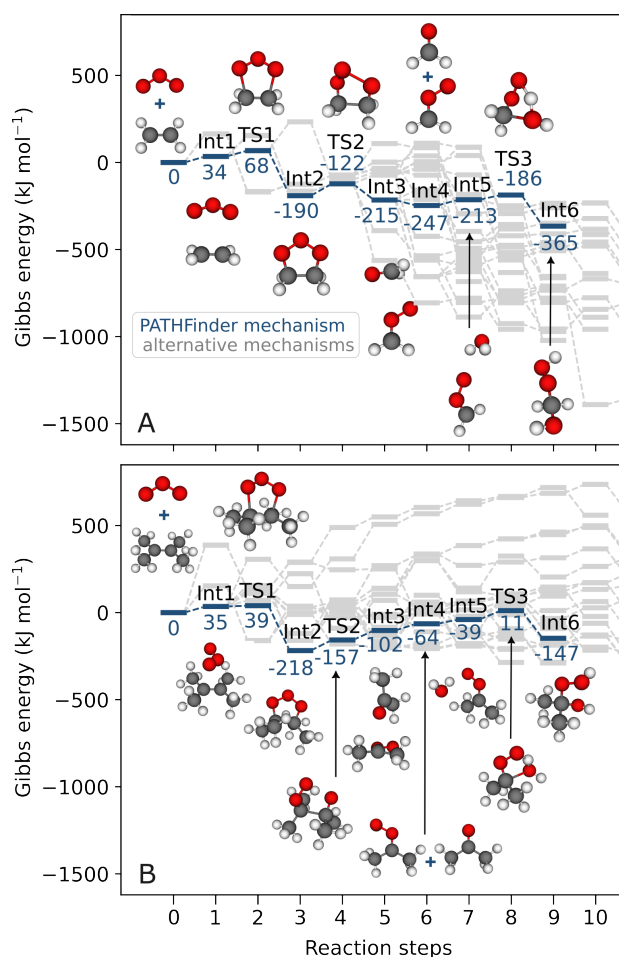 Gibbs energy (kJ mol⁻¹)
500
0
−500
−1000
−1500
+
+
0
Int1
34
TS1
68
Int2
-190
TS2
-122
Int3
-215
Int4
-247
Int5
-213
TS3
-186
Int6
-365
PATHFinder mechanism
alternative mechanisms
A
Gibbs energy (kJ mol⁻¹)
500
0
−500
−1000
−1500
+
0
Int1
35
TS1
39
Int2
-218
TS2
-157
Int3
-102
Int4
-64
Int5
-39
TS3
11
Int6
-147
+
B
0 1 2 3 4 5 6 7 8 9 10
Reaction steps